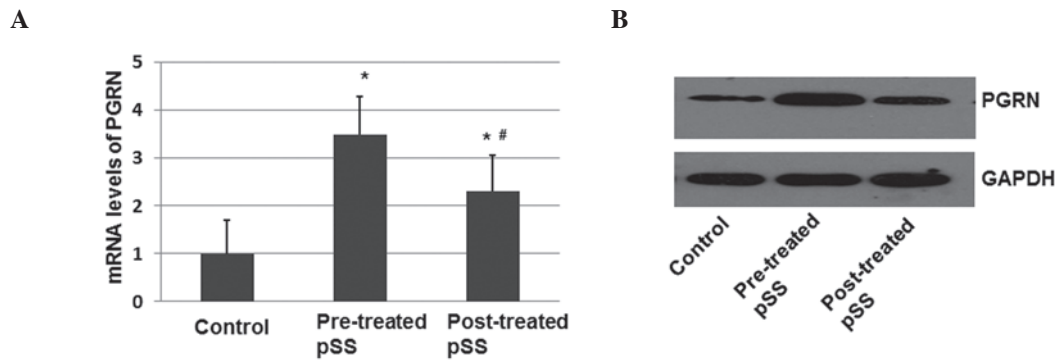 A
B
mRNA levels of PGRN
5
4
3
2
1
0
*
* #
Control
Pre-treated
pSS
Post-treated
pSS
PGRN
GAPDH
Control
Pre-treated
pSS
Post-treated
pSS